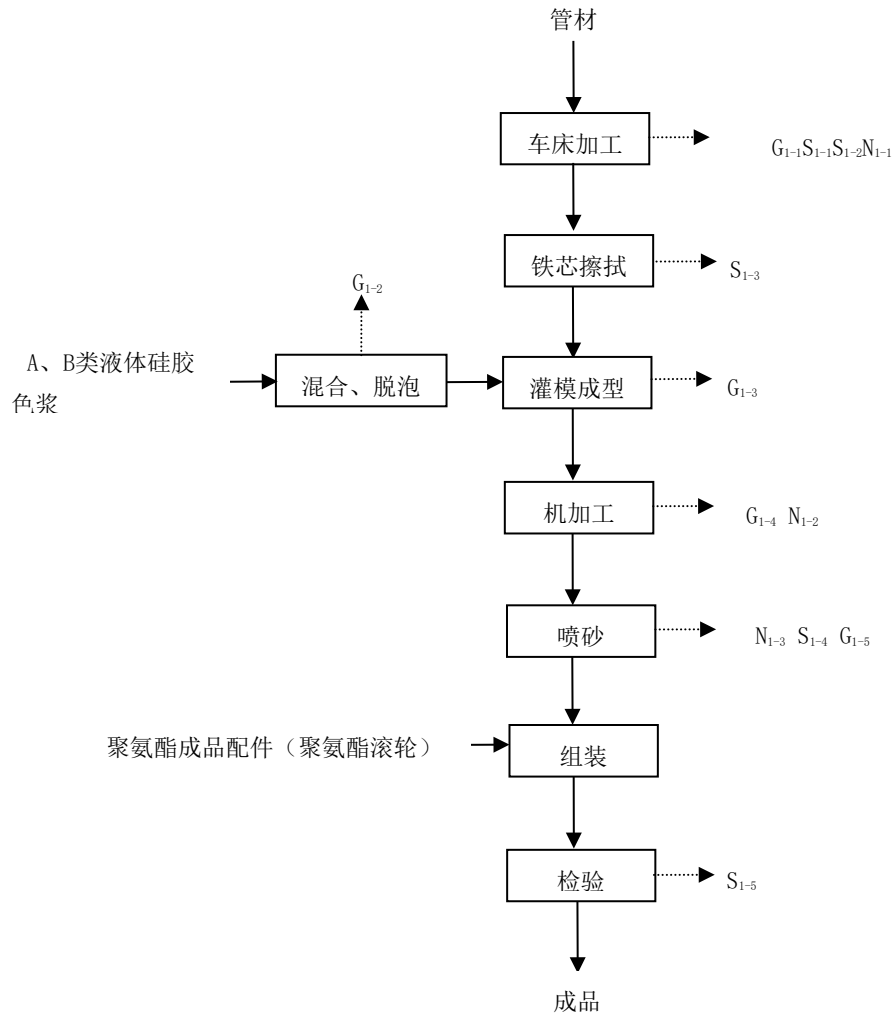 管材
车床加工
G₁₋₁S₁₋₁S₁₋₂N₁₋₁
铁芯擦拭
S₁₋₃
G₁₋₂
A、B类液体硅胶
色浆
混合、脱泡
灌模成型
G₁₋₃
机加工
G₁₋₄ N₁₋₂
喷砂
N₁₋₃ S₁₋₄ G₁₋₅
聚氨酯成品配件（聚氨酯滚轮）
组装
检验
S₁₋₅
成品